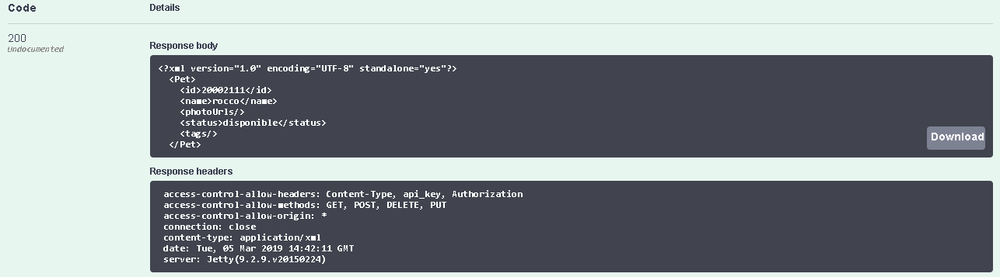 Code Details
200
Undocumented
Response body
<?xml version="1.0" encoding="UTF-8" standalone="yes"?>
<Pet>
<id>20002111</id>
<name>rocco</name>
<photoUrls/>
<status>disponible</status>
<tags/>
</Pet>
Download
Response headers
access-control-allow-headers: Content-Type, api_key, Authorization
access-control-allow-methods: GET, POST, DELETE, PUT
access-control-allow-origin: *
connection: close
content-type: application/xml
date: Tue, 05 Mar 2019 14:42:11 GMT
server: Jetty(9.2.9.v20150224)